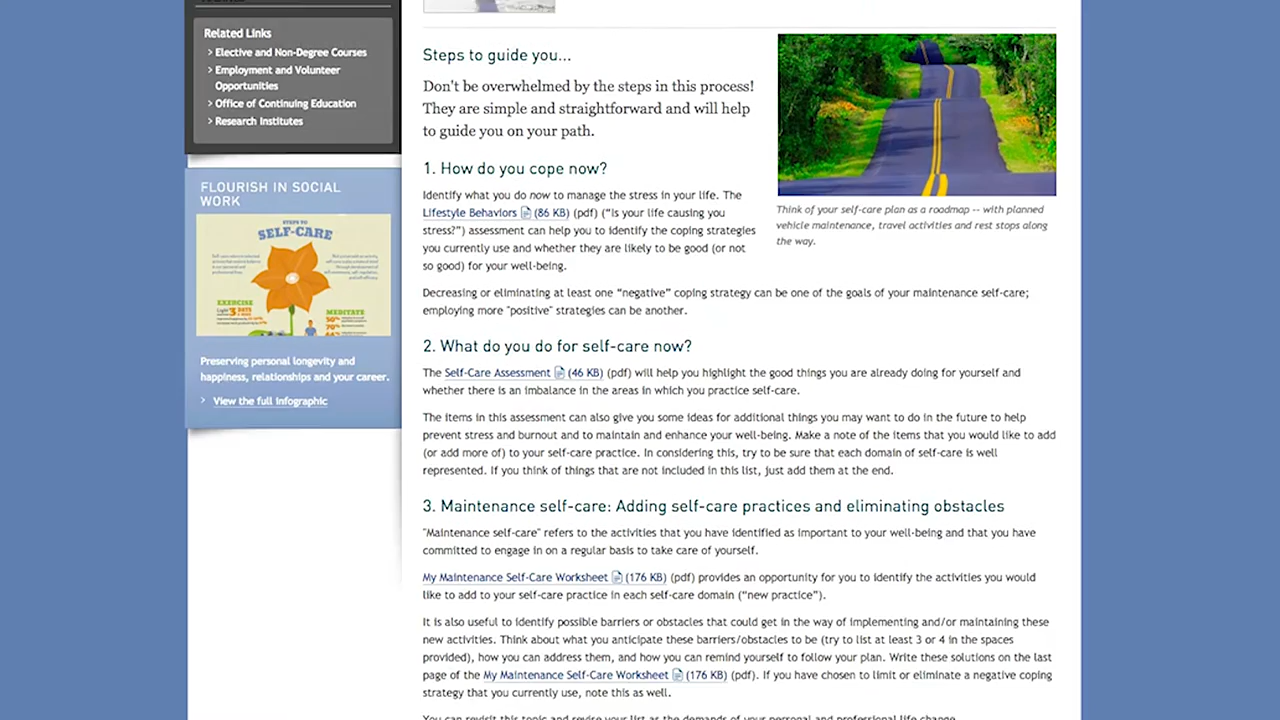 Related Links
> Elective and Non-Degree Courses
> Employment and Volunteer
Opportunities
> Office of Continuing Education
> Research Institutes
FLOURISH IN SOCIAL
WORK
STEPS TO
SELF-CARE
EXERCISE
3 DAYS
MEDITATE
50%
70%
Preserving personal longevity and
happiness, relationships and your career.
> View the full infographic
Steps to guide you...
Don't be overwhelmed by the steps in this process!
They are simple and straightforward and will help
to guide you on your path.
Think of your self-care plan as a roadmap -- with planned
vehicle maintenance, travel activities and rest stops along
the way.
1. How do you cope now?
Identify what you do now to manage the stress in your life. The
Lifestyle Behaviors (86 KB) (pdf) (“Is your life causing you
stress?”) assessment can help you to identify the coping strategies
you currently use and whether they are likely to be good (or not
so good) for your well-being.
Decreasing or eliminating at least one “negative” coping strategy can be one of the goals of your maintenance self-care;
employing more "positive" strategies can be another.
2. What do you do for self-care now?
The Self-Care Assessment (46 KB) (pdf) will help you highlight the good things you are already doing for yourself and
whether there is an imbalance in the areas in which you practice self-care.
The items in this assessment can also give you some ideas for additional things you may want to do in the future to help
prevent stress and burnout and to maintain and enhance your well-being. Make a note of the items that you would like to add
(or add more of) to your self-care practice. In considering this, try to be sure that each domain of self-care is well
represented. If you think of things that are not included in this list, just add them at the end.
3. Maintenance self-care: Adding self-care practices and eliminating obstacles
"Maintenance self-care" refers to the activities that you have identified as important to your well-being and that you have
committed to engage in on a regular basis to take care of yourself.
My Maintenance Self-Care Worksheet (176 KB) (pdf) provides an opportunity for you to identify the activities you would
like to add to your self-care practice in each self-care domain (“new practice”).
It is also useful to identify possible barriers or obstacles that could get in the way of implementing and/or maintaining these
new activities. Think about what you anticipate these barriers/obstacles to be (try to list at least 3 or 4 in the spaces
provided), how you can address them, and how you can remind yourself to follow your plan. Write these solutions on the last
page of the My Maintenance Self-Care Worksheet (176 KB) (pdf). If you have chosen to limit or eliminate a negative coping
strategy that you currently use, note this as well.
You can revisit this topic and revise your list as the demands of your personal and professional life change.